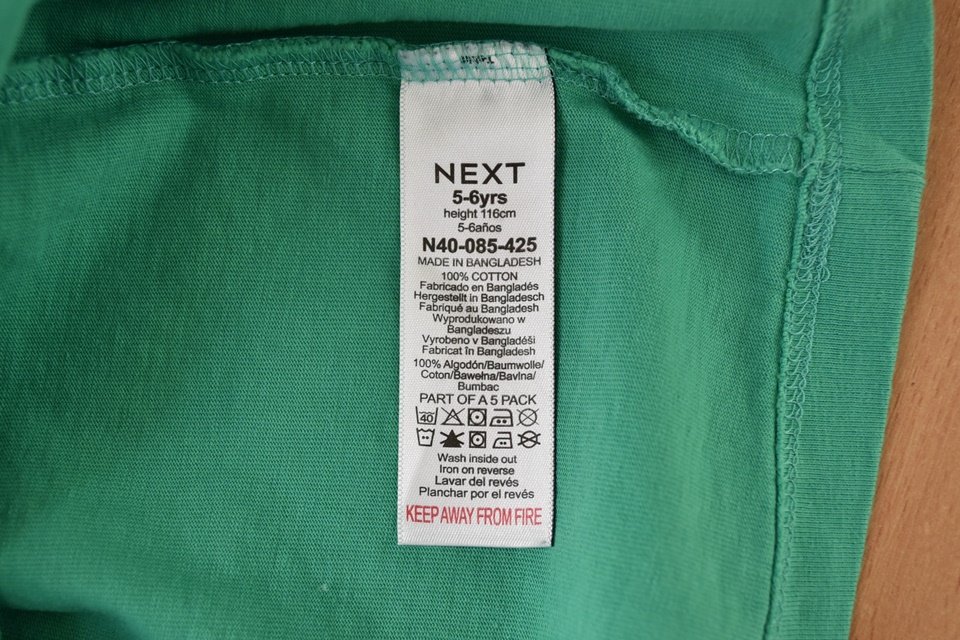 NEXT
5-6yrs
height 116cm
5-6años
N40-085-425
MADE IN BANGLADESH
100% COTTON
Fabricado en Bangladés
Hergestellt in Bangladesch
Fabriqué au Bangladesh
Wyprodukowano w
Bangladeszu
Vyrobeno v Bangladéši
Fabricat în Bangladesh
100% Algodón/Baumwolle/
Coton/Bawełna/Bavlna/
Bumbac
PART OF A 5 PACK
40
Wash inside out
Iron on reverse
Lavar del revés
Planchar por el revés
KEEP AWAY FROM FIRE